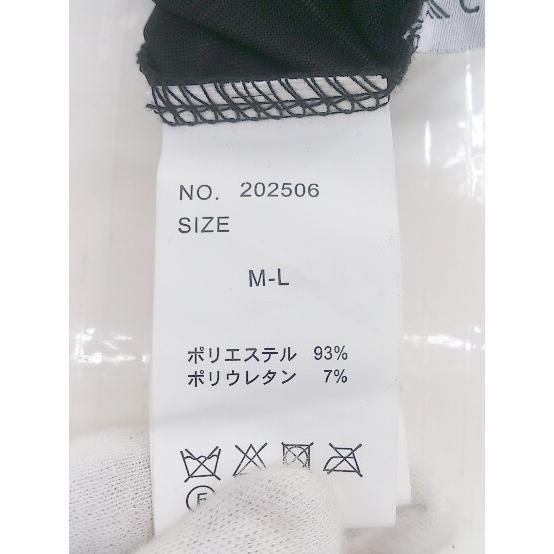 NO. 202506
SIZE
M-L
ポリエステル 93%
ポリウレタン 7%
F